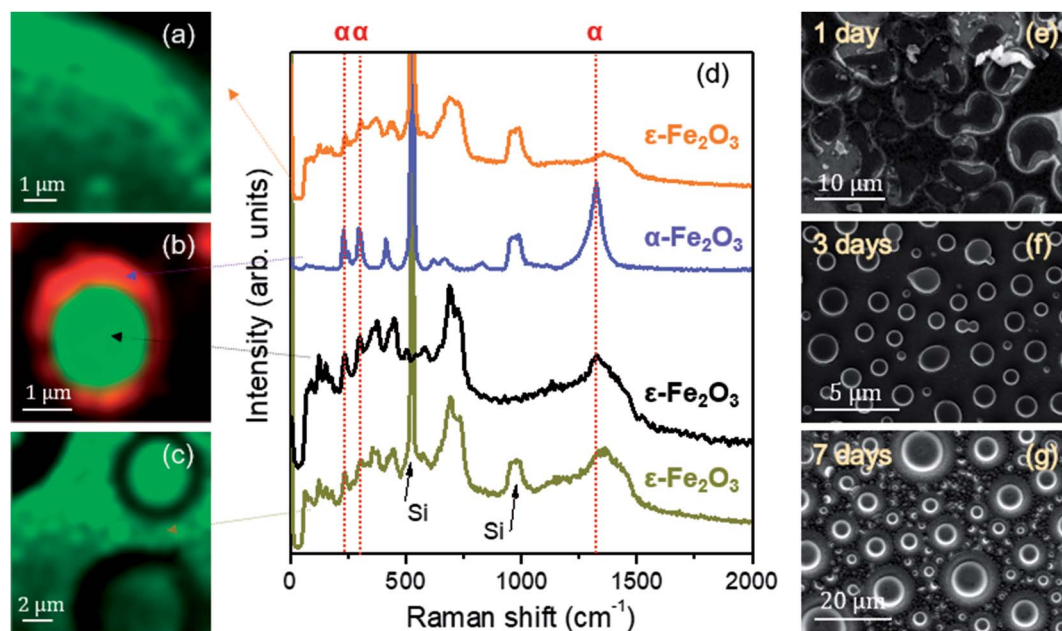 (a)
1 μm
(b)
1 μm
(c)
2 μm
α α α
(d)
ε-Fe₂O₃
α-Fe₂O₃
ε-Fe₂O₃
ε-Fe₂O₃
Si
Si
Intensity (arb. units)
0 500 1000 1500 2000
Raman shift (cm⁻¹)
1 day (e)
10 μm
3 days (f)
5 μm
7 days (g)
20 μm